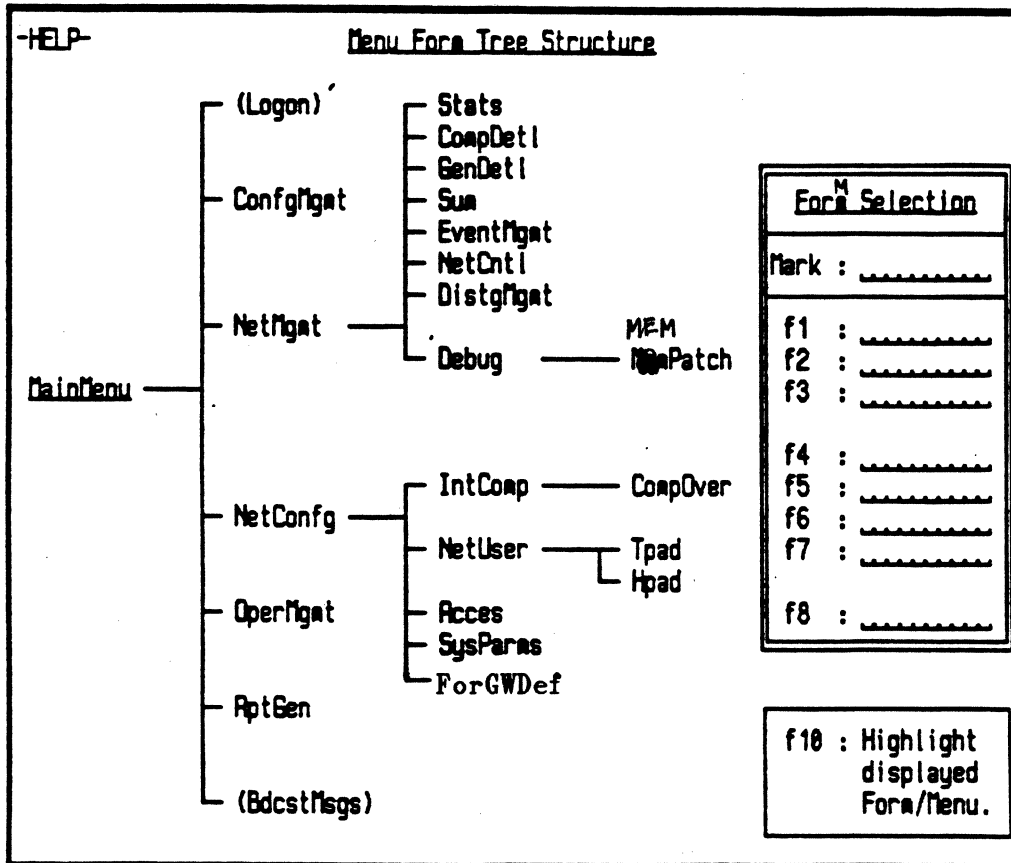 -HELP-
Menu Form Tree Structure
(Logon)
ConfgMgmt
NetMgmt
MainMenu
NetConfg
OperMgmt
RptGen
(BdcstMsgs)
Stats
CompDetl
GenDetl
Sum
EventMgmt
NetCntl
DistgMgmt
Debug
MEM
MemPatch
IntComp
CompOver
NetUser
Tpad
Hpad
Acces
SysParms
ForGWDef
M
Form Selection
Mark :
f1 :
f2 :
f3 :
f4 :
f5 :
f6 :
f7 :
f8 :
f10 : Highlight
displayed
Form/Menu.